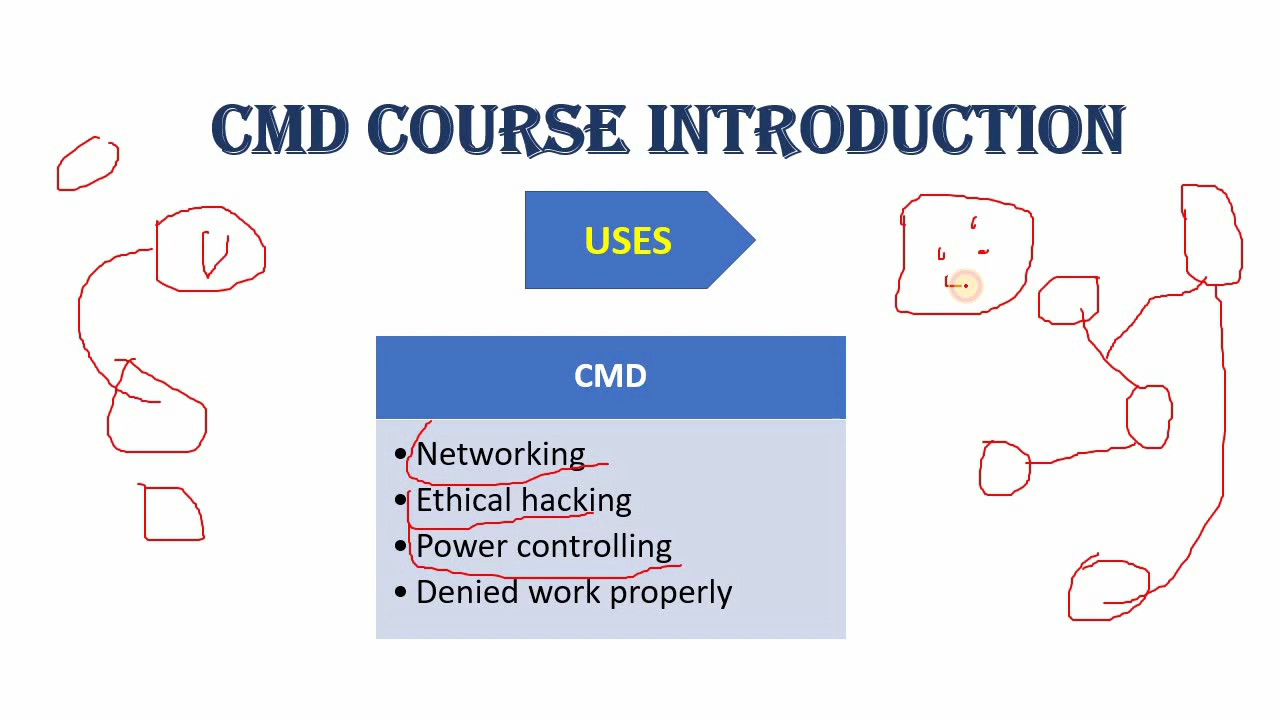 CMD COURSE INTRODUCTION
USES
CMD
• Networking
• Ethical hacking
• Power controlling
• Denied work properly